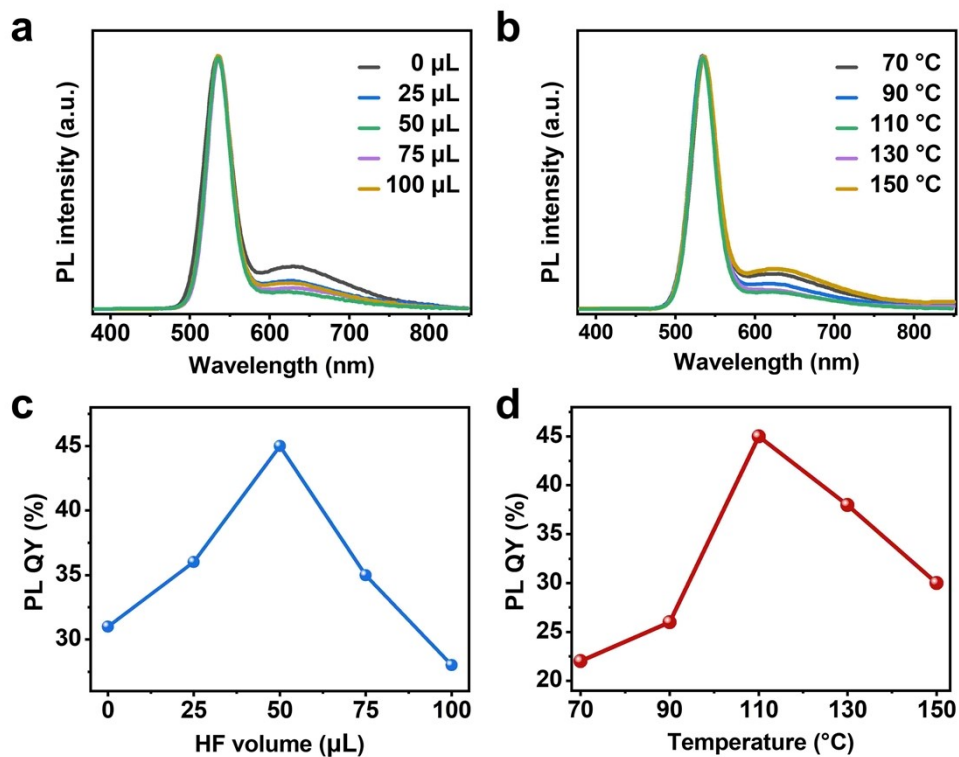 a
PL intensity (a.u.)
0 µL
25 µL
50 µL
75 µL
100 µL
400 500 600 700 800
Wavelength (nm)
b
PL intensity (a.u.)
70 °C
90 °C
110 °C
130 °C
150 °C
400 500 600 700 800
Wavelength (nm)
c
PL QY (%)
45
40
35
30
0 25 50 75 100
HF volume (µL)
d
PL QY (%)
45
40
35
30
25
20
70 90 110 130 150
Temperature (°C)